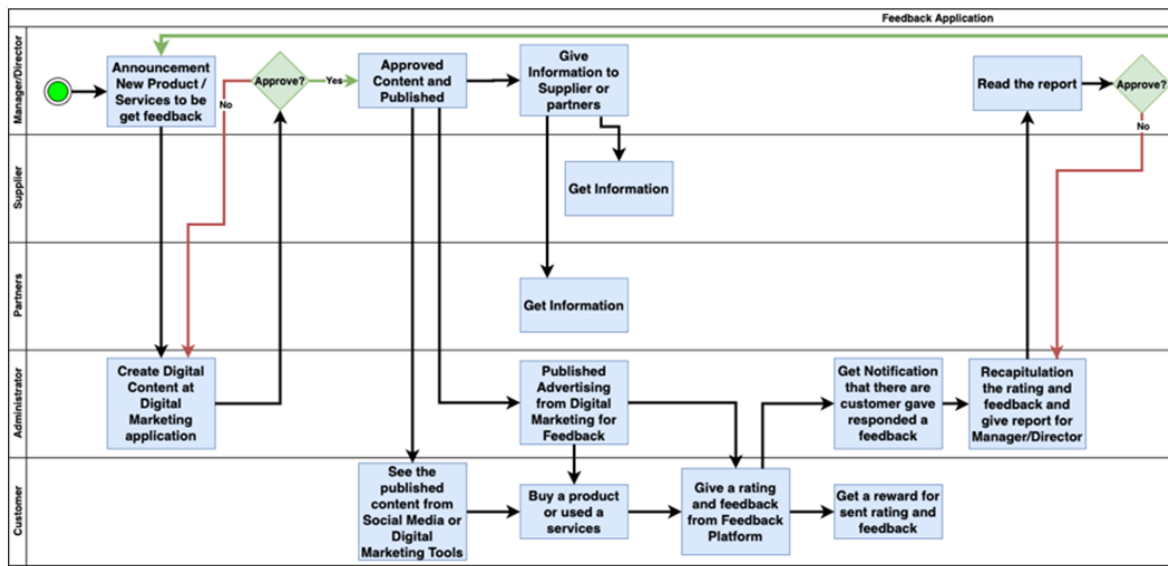 Feedback Application
Manager/Director
Announcement
New Product /
Services to be
get feedback
No
Approve?
Yes
Approved
Content and
Published
Give
Information to
Supplier or
partners
Read the report
Approve?
No
Supplier
Get Information
Partners
Get Information
Administrator
Create Digital
Content at
Digital
Marketing
application
Published
Advertising
from Digital
Marketing for
Feedback
Get Notification
that there are
customer gave
responded a
feedback
Recapitulation
the rating and
feedback and
give report for
Manager/Director
Customer
See the
published
content from
Social Media or
Digital
Marketing Tools
Buy a product
or used a
services
Give a rating
and feedback
from Feedback
Platform
Get a reward for
sent rating and
feedback